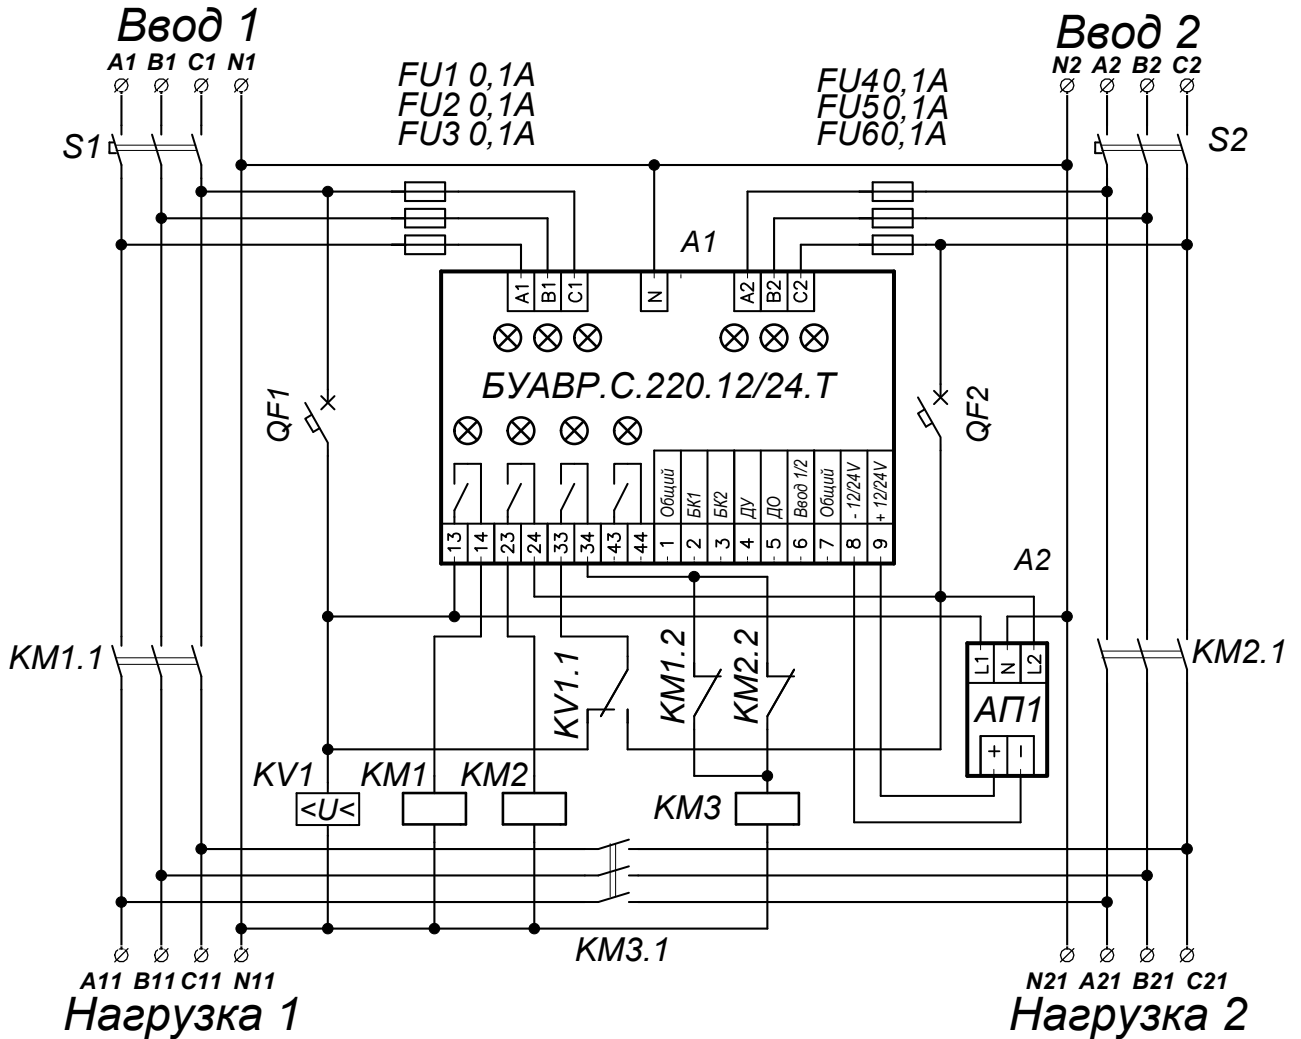 Ввод 1
Ввод 2
A1 B1 C1 N1
N2 A2 B2 C2
FU1 0,1A
FU2 0,1A
FU3 0,1A
FU4 0,1A
FU5 0,1A
FU6 0,1A
S1
S2
A1
A1 B1 C1
N
A2 B2 C2
БУАВР.С.220.12/24.Т
QF1
QF2
Общий
БК1
БК2
ДУ
ДО
Ввод 1/2
Общий
- 12/24V
+ 12/24V
13 14 23 24 33 34 43 44 1 2 3 4 5 6 7 8 9
A2
KM1.1
KV1.1
KM1.2
KM2.2
L1 N L2
АП1
+ −
KM2.1
KV1
KM1
KM2
KM3
<U<
KM3.1
A11 B11 C11 N11
N21 A21 B21 C21
Нагрузка 1
Нагрузка 2